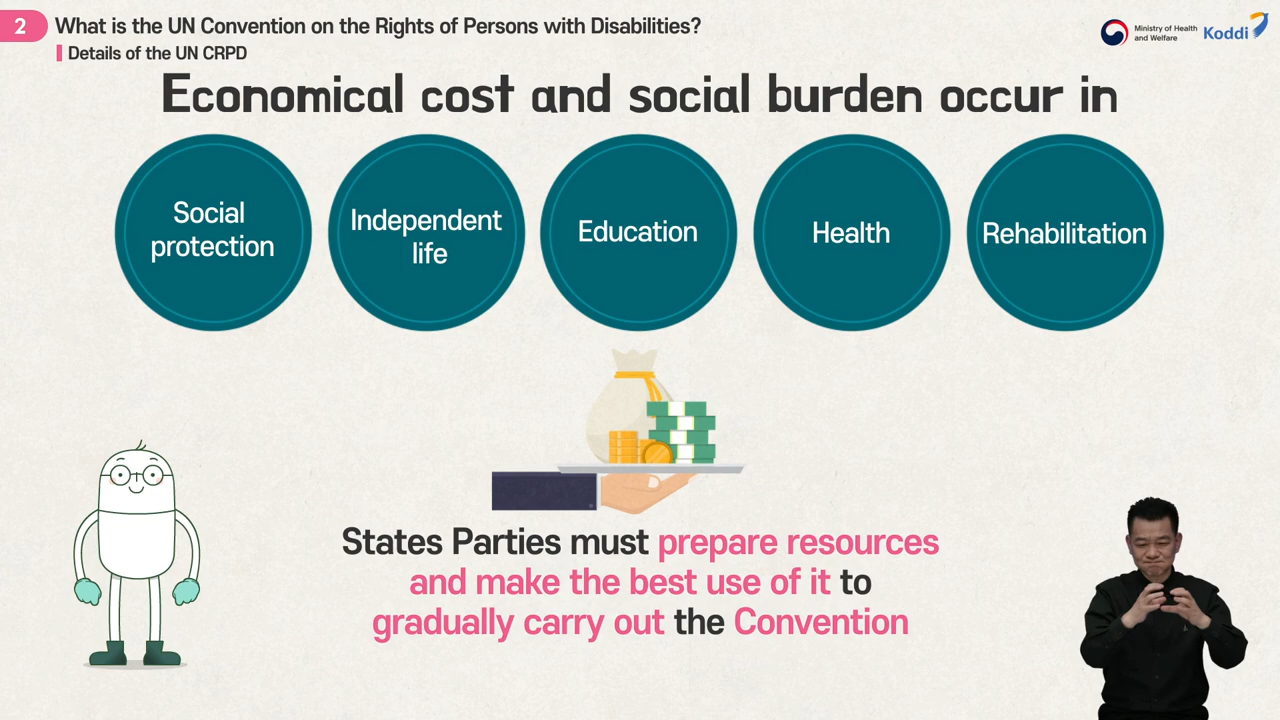 2 What is the UN Convention on the Rights of Persons with Disabilities?
Details of the UN CRPD
Ministry of Health
and Welfare
Koddi
Economical cost and social burden occur in
Social
protection
Independent
life
Education
Health
Rehabilitation
States Parties must prepare resources
and make the best use of it to
gradually carry out the Convention